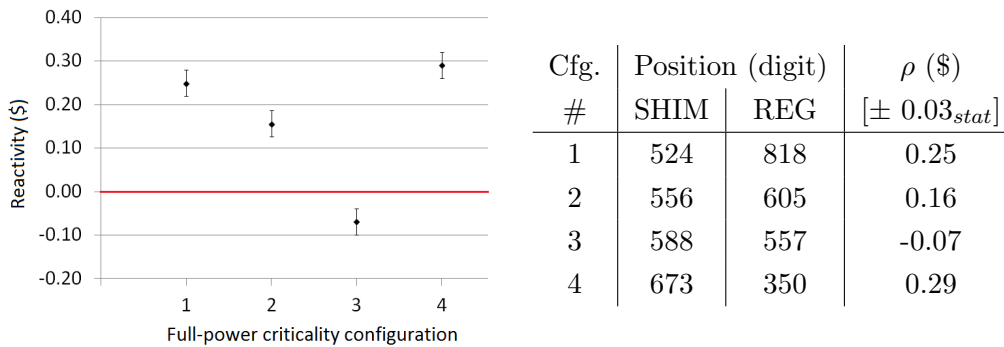 0.40
0.30
0.20
0.10
0.00
-0.10
-0.20
Reactivity ($)
1 2 3 4
Full-power criticality configuration
Cfg. Position (digit) ρ ($)
# SHIM REG [± 0.03stat]
1 524 818 0.25
2 556 605 0.16
3 588 557 -0.07
4 673 350 0.29